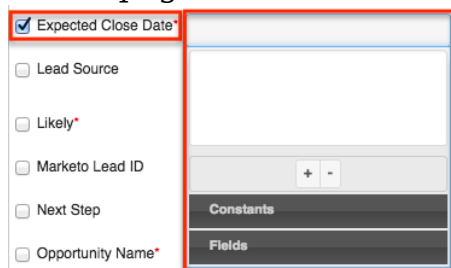 Expected Close Date*
Lead Source
Likely*
Marketo Lead ID
+ -
Next Step
Constants
Opportunity Name*
Fields